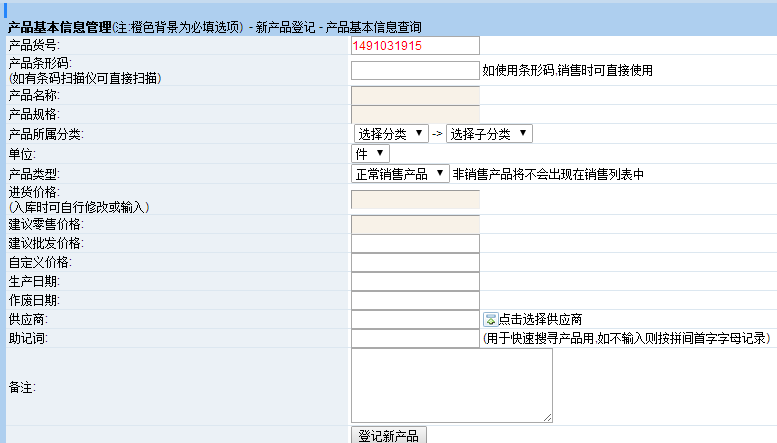 产品基本信息管理(注:橙色背景为必填选项) - 新产品登记 - 产品基本信息查询
产品货号: 1491031915
产品条形码:
(如有条码扫描仪可直接扫描) 如使用条形码,销售时可直接使用
产品名称:
产品规格:
产品所属分类: 选择分类 -> 选择子分类
单位: 件
产品类型: 正常销售产品 非销售产品将不会出现在销售列表中
进货价格:
(入库时可自行修改或输入)
建议零售价格:
建议批发价格:
自定义价格:
生产日期:
作废日期:
供应商: 点击选择供应商
助记词: (用于快速搜寻产品用,如不输入则按拼间首字字母记录)
备注:
登记新产品